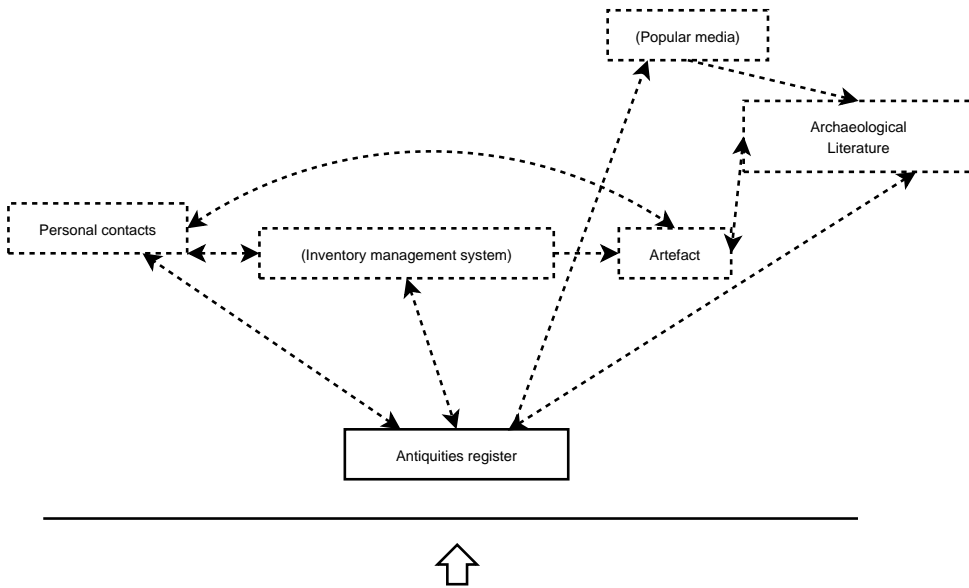 (Popular media)
Archaeological
Literature
Personal contacts
(Inventory management system)
Artefact
Antiquities register